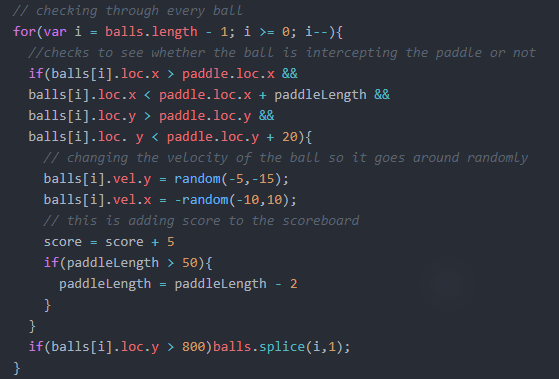 // checking through every ball
for(var i = balls.length - 1; i >= 0; i--){
//checks to see whether the ball is intercepting the paddle or not
if(balls[i].loc.x > paddle.loc.x &&
balls[i].loc.x < paddle.loc.x + paddleLength &&
balls[i].loc.y > paddle.loc.y &&
balls[i].loc. y < paddle.loc.y + 20){
// changing the velocity of the ball so it goes around randomly
balls[i].vel.y = random(-5,-15);
balls[i].vel.x = -random(-10,10);
// this is adding score to the scoreboard
score = score + 5
if(paddleLength > 50){
paddleLength = paddleLength - 2
}
}
if(balls[i].loc.y > 800)balls.splice(i,1);
}